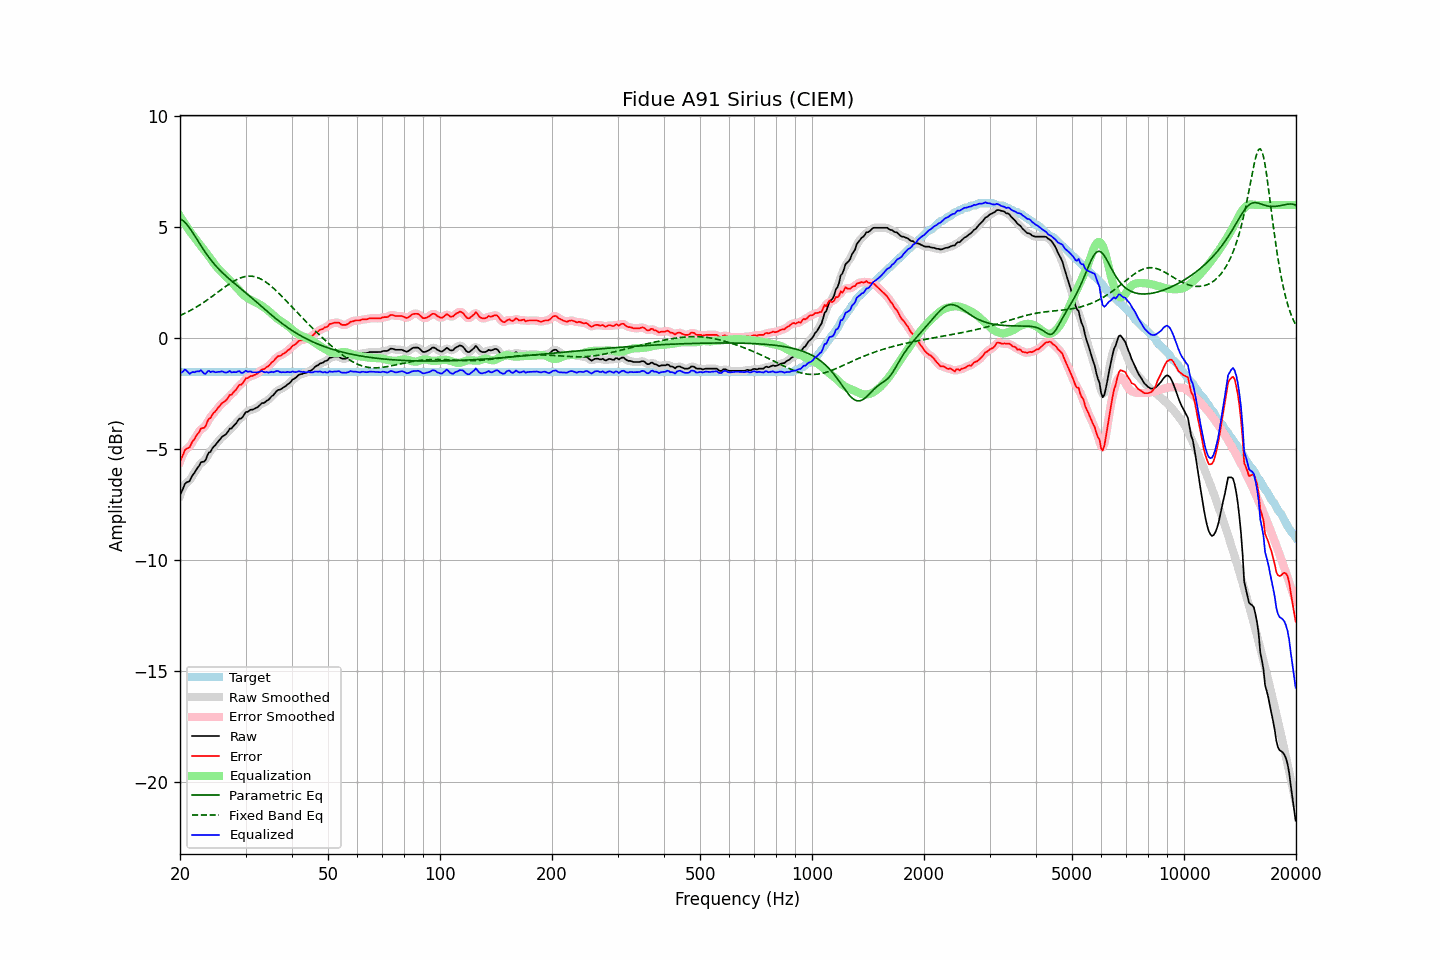 Fidue A91 Sirius (CIEM)
10
5
0
−5
−10
−15
−20
Amplitude (dBr)
Target
Raw Smoothed
Error Smoothed
Raw
Error
Equalization
Parametric Eq
Fixed Band Eq
Equalized
20 50 100 200 500 1000 2000 5000 10000 20000
Frequency (Hz)